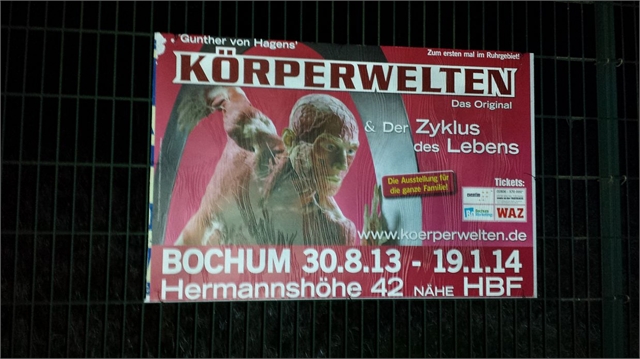 Gunther von Hagens'
Zum ersten mal im Ruhrgebiet!
KÖRPERWELTEN
Das Original
& Der Zyklus
des Lebens
Die Ausstellung für
die ganze Familie!
Tickets:
WAZ
www.koerperwelten.de
BOCHUM 30.8.13 - 19.1.14
Hermannshöhe 42 NÄHE HBF